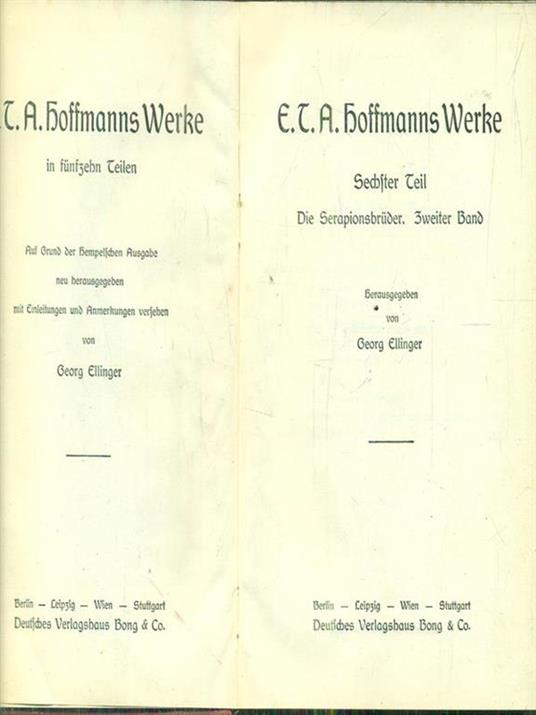 .T.A. Hoffmanns Werke
in fünfzehn Teilen
Auf Grund der Hempelſchen Ausgabe
neu herausgegeben
mit Einleitungen und Anmerkungen verſehen
von
Georg Ellinger
Berlin — Leipzig — Wien — Stuttgart
Deutſches Verlagshaus Bong & Co.
E.T.A. Hoffmanns Werke
Sechſter Teil
Die Serapionsbrüder. Zweiter Band
Herausgegeben
von
Georg Ellinger
Berlin — Leipzig — Wien — Stuttgart
Deutſches Verlagshaus Bong & Co.